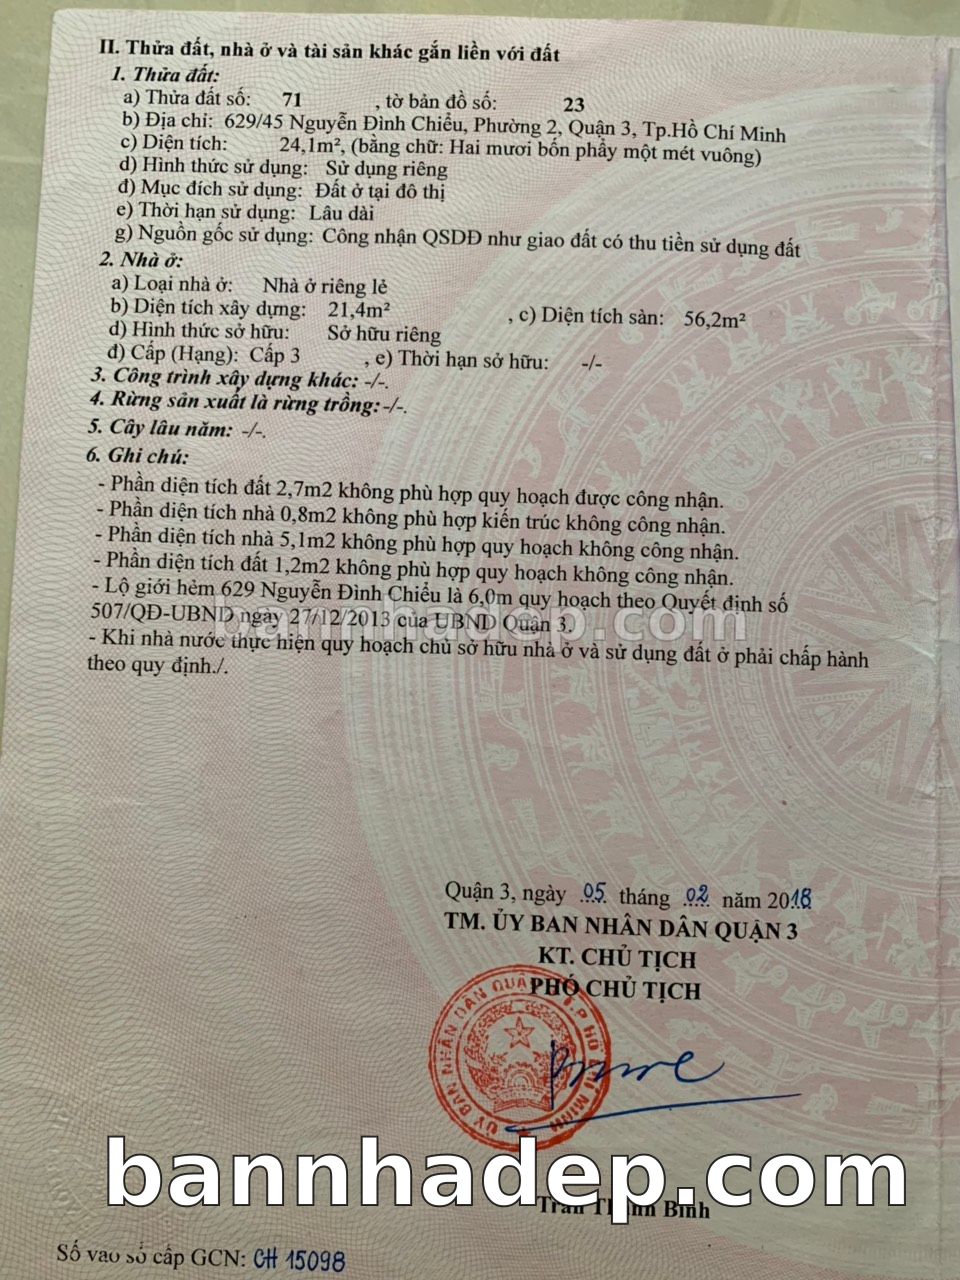 II. Thửa đất, nhà ở và tài sản khác gắn liền với đất
1. Thửa đất:
a) Thửa đất số: 71 , tờ bản đồ số: 23
b) Địa chỉ: 629/45 Nguyễn Đình Chiểu, Phường 2, Quận 3, Tp.Hồ Chí Minh
c) Diện tích: 24,1m², (bằng chữ: Hai mươi bốn phẩy một mét vuông)
d) Hình thức sử dụng: Sử dụng riêng
đ) Mục đích sử dụng: Đất ở tại đô thị
e) Thời hạn sử dụng: Lâu dài
g) Nguồn gốc sử dụng: Công nhận QSDĐ như giao đất có thu tiền sử dụng đất
2. Nhà ở:
a) Loại nhà ở: Nhà ở riêng lẻ
b) Diện tích xây dựng: 21,4m² , c) Diện tích sàn: 56,2m²
d) Hình thức sở hữu: Sở hữu riêng
đ) Cấp (Hạng): Cấp 3 , e) Thời hạn sở hữu: -/-
3. Công trình xây dựng khác: -/-.
4. Rừng sản xuất là rừng trồng: -/-.
5. Cây lâu năm: -/-.
6. Ghi chú:
- Phần diện tích đất 2,7m2 không phù hợp quy hoạch được công nhận.
- Phần diện tích nhà 0,8m2 không phù hợp kiến trúc không công nhận.
- Phần diện tích nhà 5,1m2 không phù hợp quy hoạch không công nhận.
- Phần diện tích đất 1,2m2 không phù hợp quy hoạch không công nhận.
- Lộ giới hẻm 629 Nguyễn Đình Chiểu là 6,0m quy hoạch theo Quyết định số
507/QĐ-UBND ngày 27/12/2013 của UBND Quận 3.
bannhadep.com
- Khi nhà nước thực hiện quy hoạch chủ sở hữu nhà ở và sử dụng đất ở phải chấp hành
theo quy định./.
Quận 3, ngày 05 tháng 02 năm 2018
TM. ỦY BAN NHÂN DÂN QUẬN 3
KT. CHỦ TỊCH
PHÓ CHỦ TỊCH
ỦY BAN NHÂN DÂN QUẬN T.P HỒ CHÍ MINH
bannhadep.com
Trần Thanh Bình
Số vào sổ cấp GCN: CH 15098